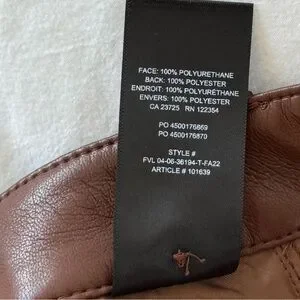 FACE: 100% POLYURETHANE
BACK: 100% POLYESTER
ENDROIT: 100% POLYURÉTHANE
ENVERS: 100% POLYESTER
CA 23725 RN 122354
PO 4500176869
PO 4500176870
STYLE #
FVL 04-06-36194-T-FA22
ARTICLE # 101639